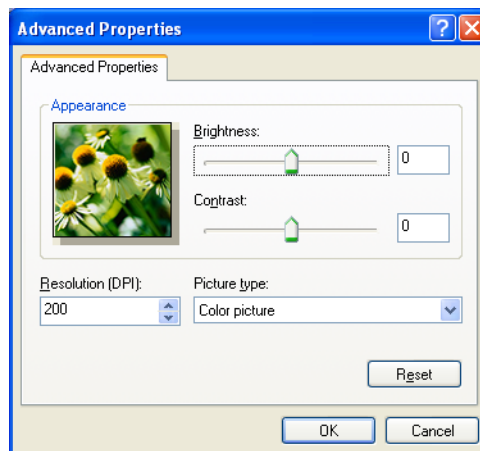 Advanced Properties
Advanced Properties
Appearance
Brightness:
0
Contrast:
0
Resolution (DPI):
Picture type:
200
Color picture
Reset
OK
Cancel